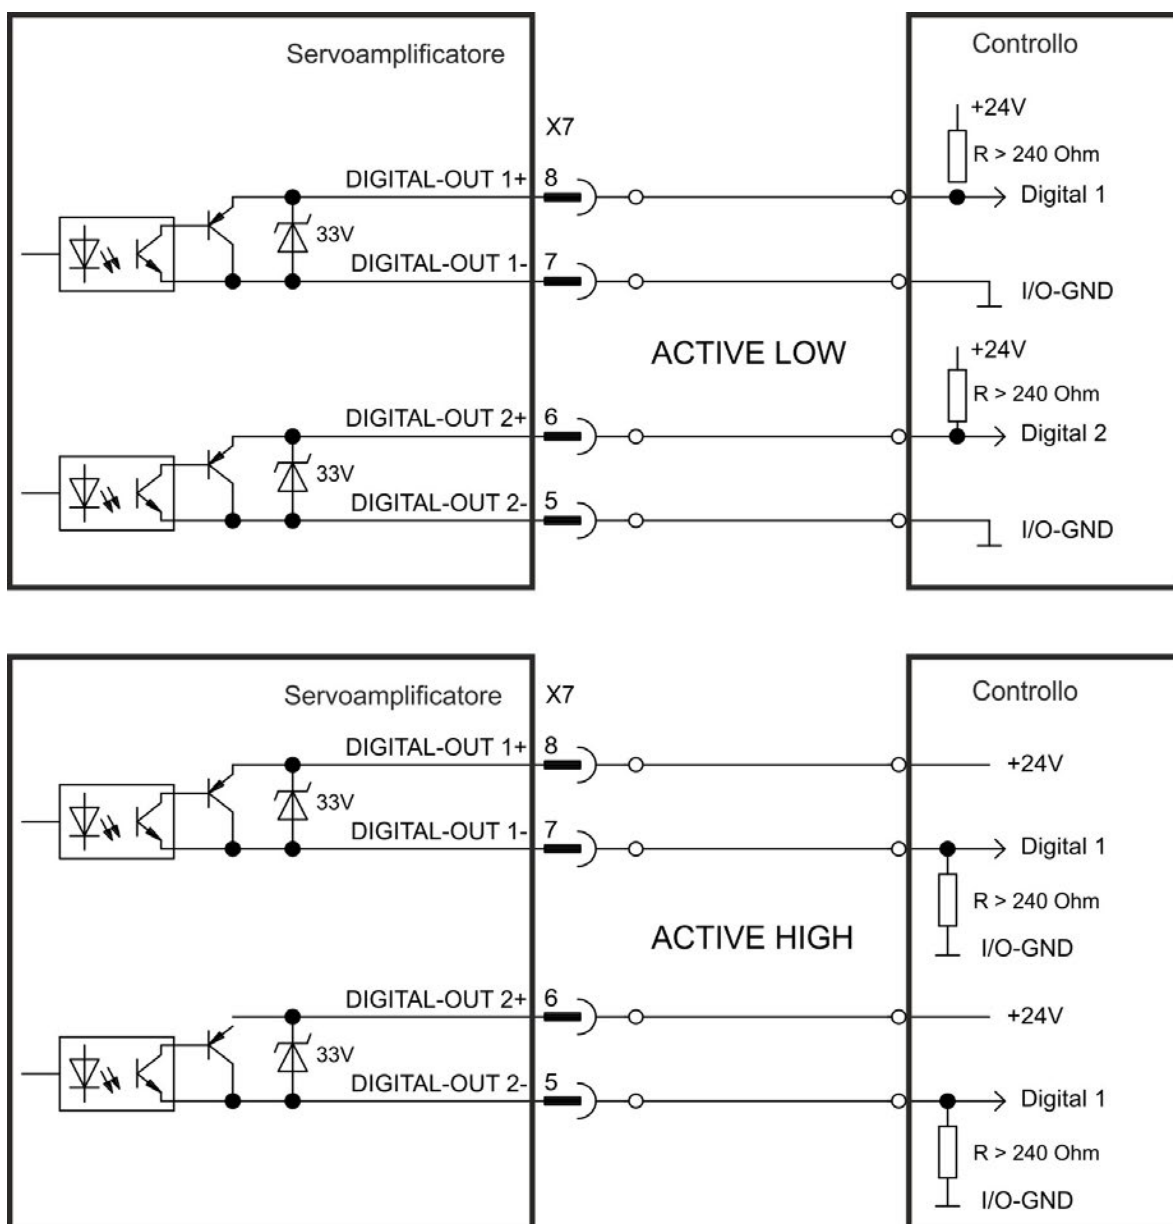 Servoamplificatore
Controllo
+24V
X7
R > 240 Ohm
DIGITAL-OUT 1+
8
Digital 1
33V
DIGITAL-OUT 1-
7
I/O-GND
ACTIVE LOW
+24V
R > 240 Ohm
DIGITAL-OUT 2+
6
Digital 2
33V
DIGITAL-OUT 2-
5
I/O-GND
Servoamplificatore
X7
Controllo
DIGITAL-OUT 1+
8
+24V
33V
DIGITAL-OUT 1-
7
Digital 1
R > 240 Ohm
ACTIVE HIGH
I/O-GND
DIGITAL-OUT 2+
6
+24V
33V
DIGITAL-OUT 2-
5
Digital 1
R > 240 Ohm
I/O-GND